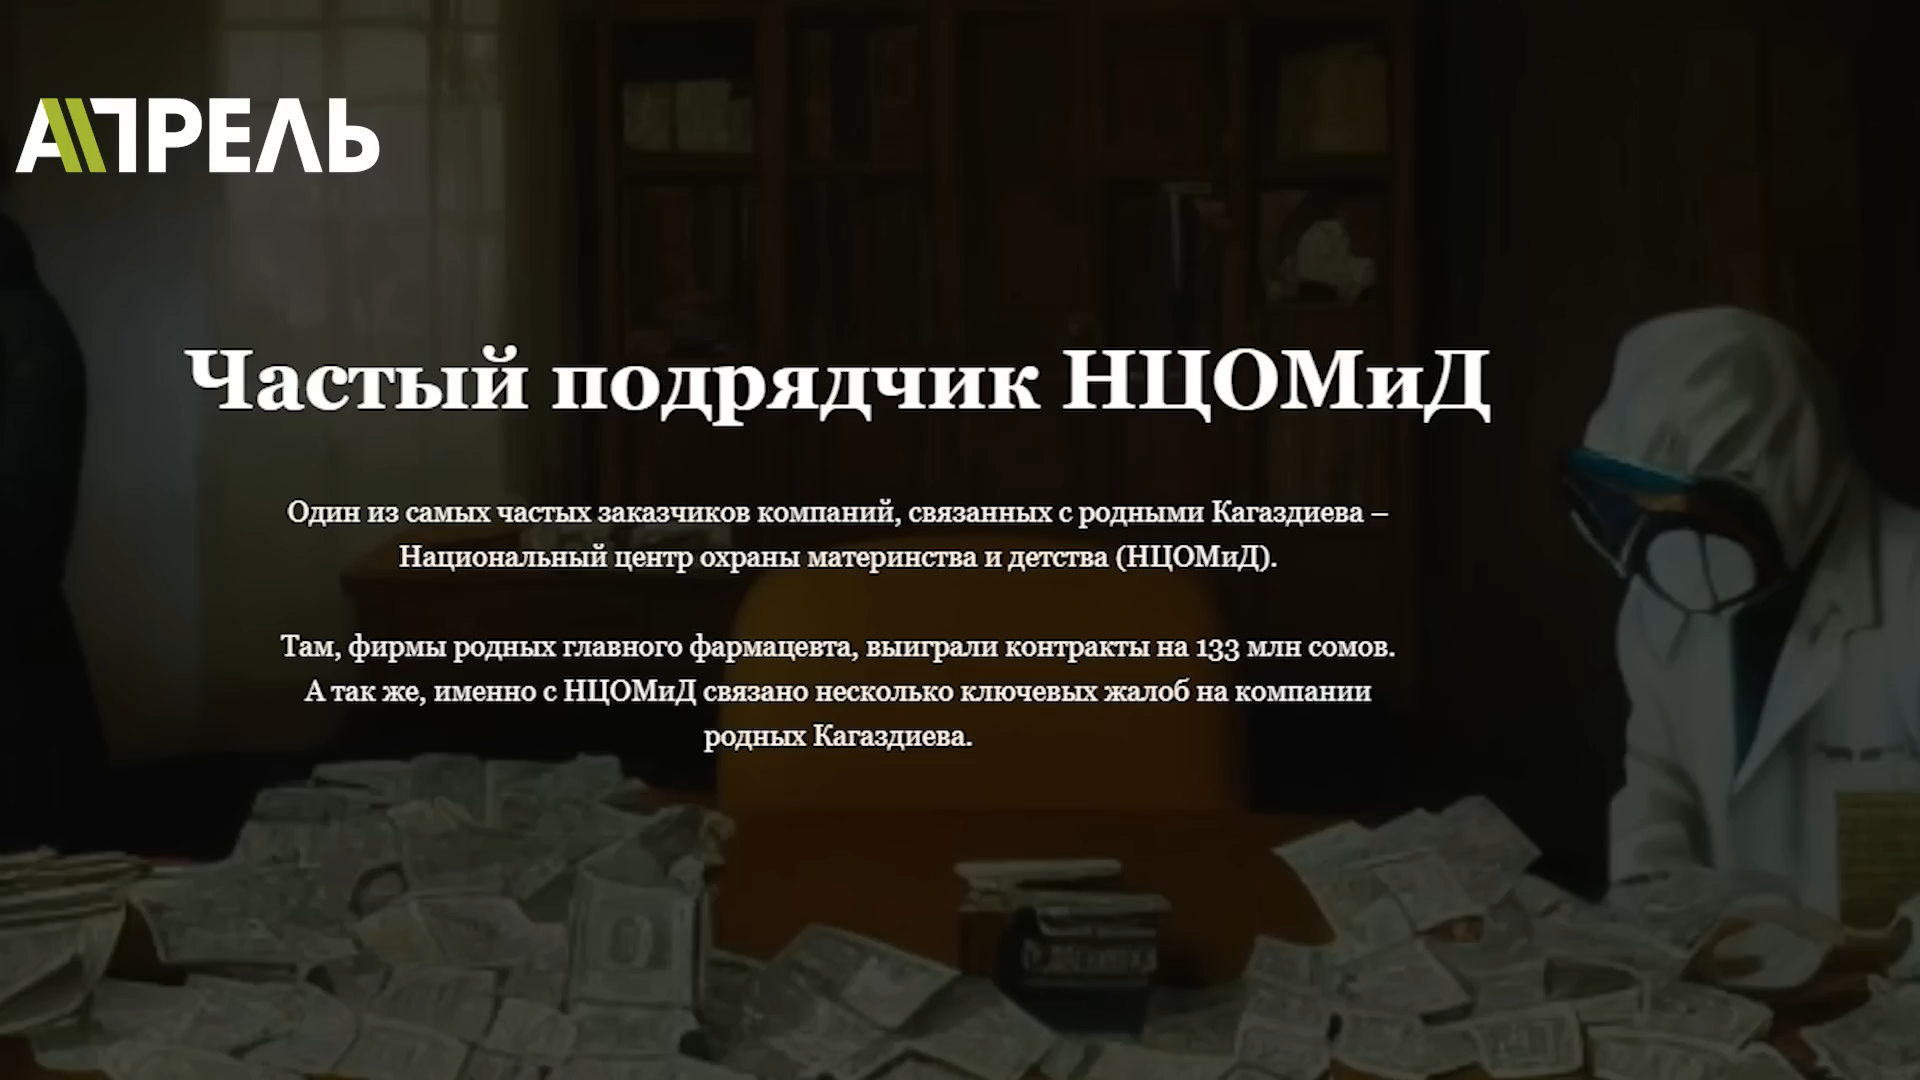 АПРЕЛЬ
Частый подрядчик НЦОМиД
Один из самых частых заказчиков компаний, связанных с родными Кагаздиева –
Национальный центр охраны материнства и детства (НЦОМиД).
Там, фирмы родных главного фармацевта, выиграли контракты на 133 млн сомов.
А так же, именно с НЦОМиД связано несколько ключевых жалоб на компании
родных Кагаздиева.